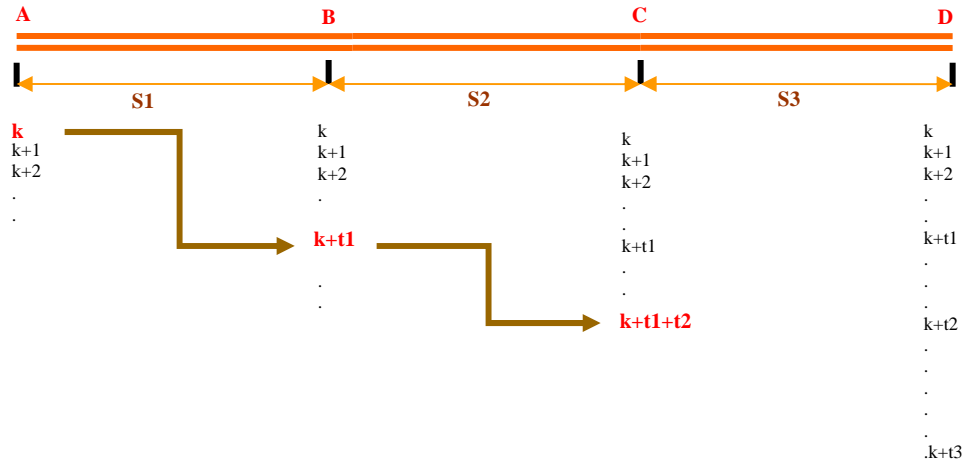 A B C D
S1 S2 S3
k k k k
k+1 k+1 k+1 k+1
k+2 k+2 k+2 k+2
. . . .
. . .
k+t1 k+t1 k+t1
. . .
. . .
.
k+t1+t2 k+t2
.
.
.
.
.
.k+t3